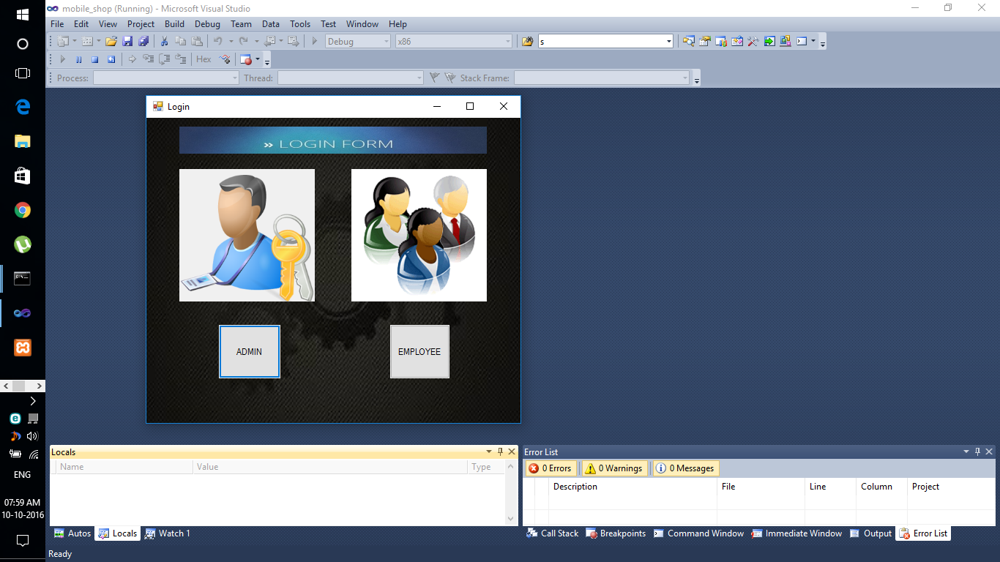 mobile_shop (Running) - Microsoft Visual Studio
File Edit View Project Build Debug Team Data Tools Test Window Help
Debug x86 s
Hex
Process: Thread: Stack Frame:
Login
» LOGIN FORM
ADMIN EMPLOYEE
Locals
Name Value Type
Autos Locals Watch 1
Error List
0 Errors 0 Warnings 0 Messages
Description File Line Column Project
Call Stack Breakpoints Command Window Immediate Window Output Error List
Ready
ENG
07:59 AM
10-10-2016